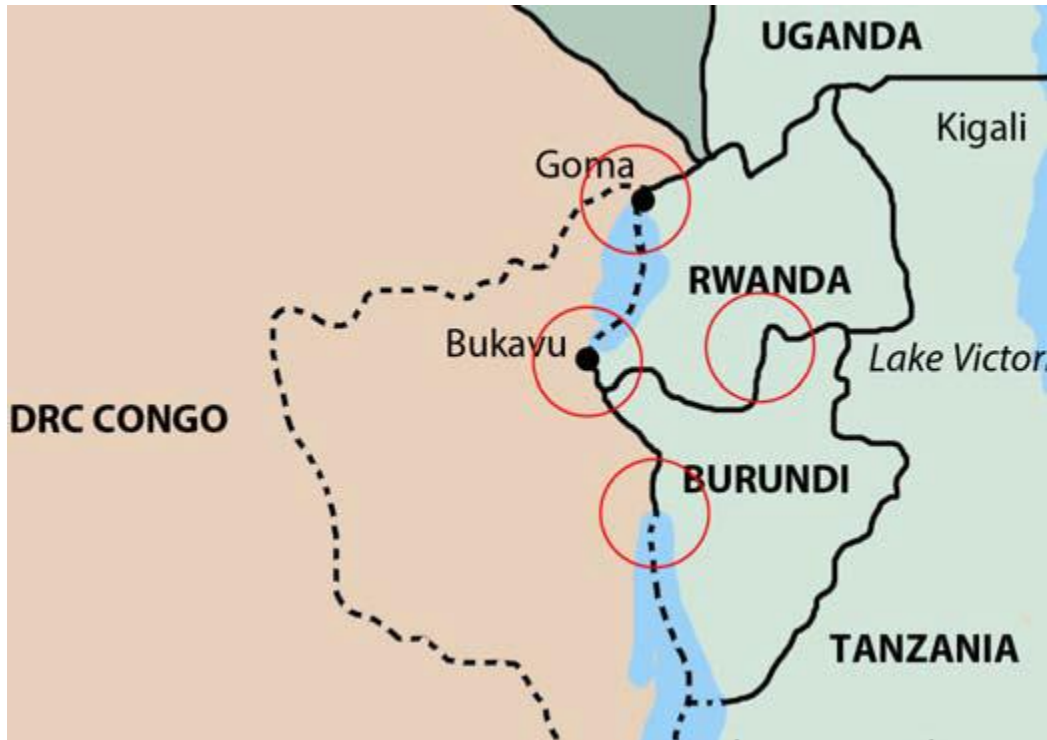 UGANDA
Kigali
Goma
RWANDA
Bukavu
Lake Victor
DRC CONGO
BURUNDI
TANZANIA